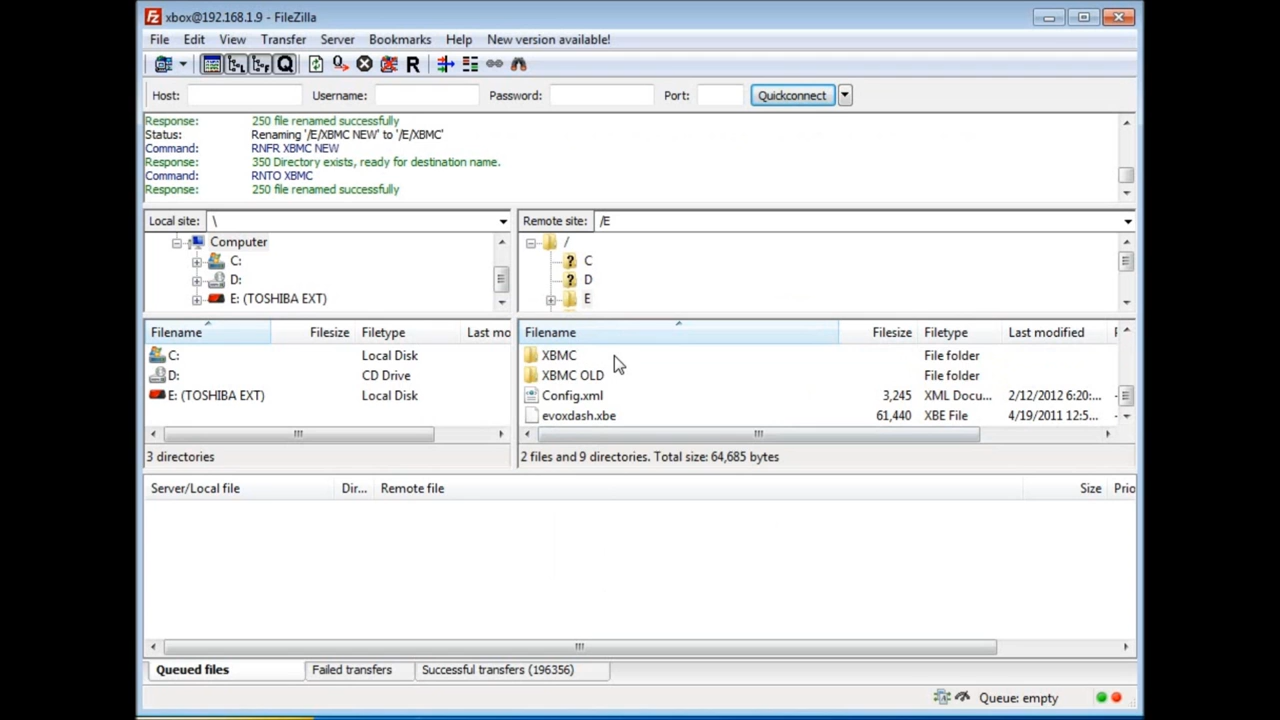 xbox@192.168.1.9 - FileZilla
File Edit View Transfer Server Bookmarks Help New version available!
Host: Username: Password: Port: Quickconnect
Response: 250 file renamed successfully
Status: Renaming '/E/XBMC NEW' to '/E/XBMC'
Command: RNFR XBMC NEW
Response: 350 Directory exists, ready for destination name.
Command: RNTO XBMC
Response: 250 file renamed successfully
Local site: \ Remote site: /E
Computer /
C: C
D: D
E: (TOSHIBA EXT) E
Filename Filesize Filetype Last mo Filename Filesize Filetype Last modified
C: Local Disk XBMC File folder
D: CD Drive XBMC OLD File folder
E: (TOSHIBA EXT) Local Disk Config.xml 3,245 XML Docu... 2/12/2012 6:20:...
evoxdash.xbe 61,440 XBE File 4/19/2011 12:5...
3 directories 2 files and 9 directories. Total size: 64,685 bytes
Server/Local file Dir... Remote file Size Prio
Queued files Failed transfers Successful transfers (196356)
Queue: empty